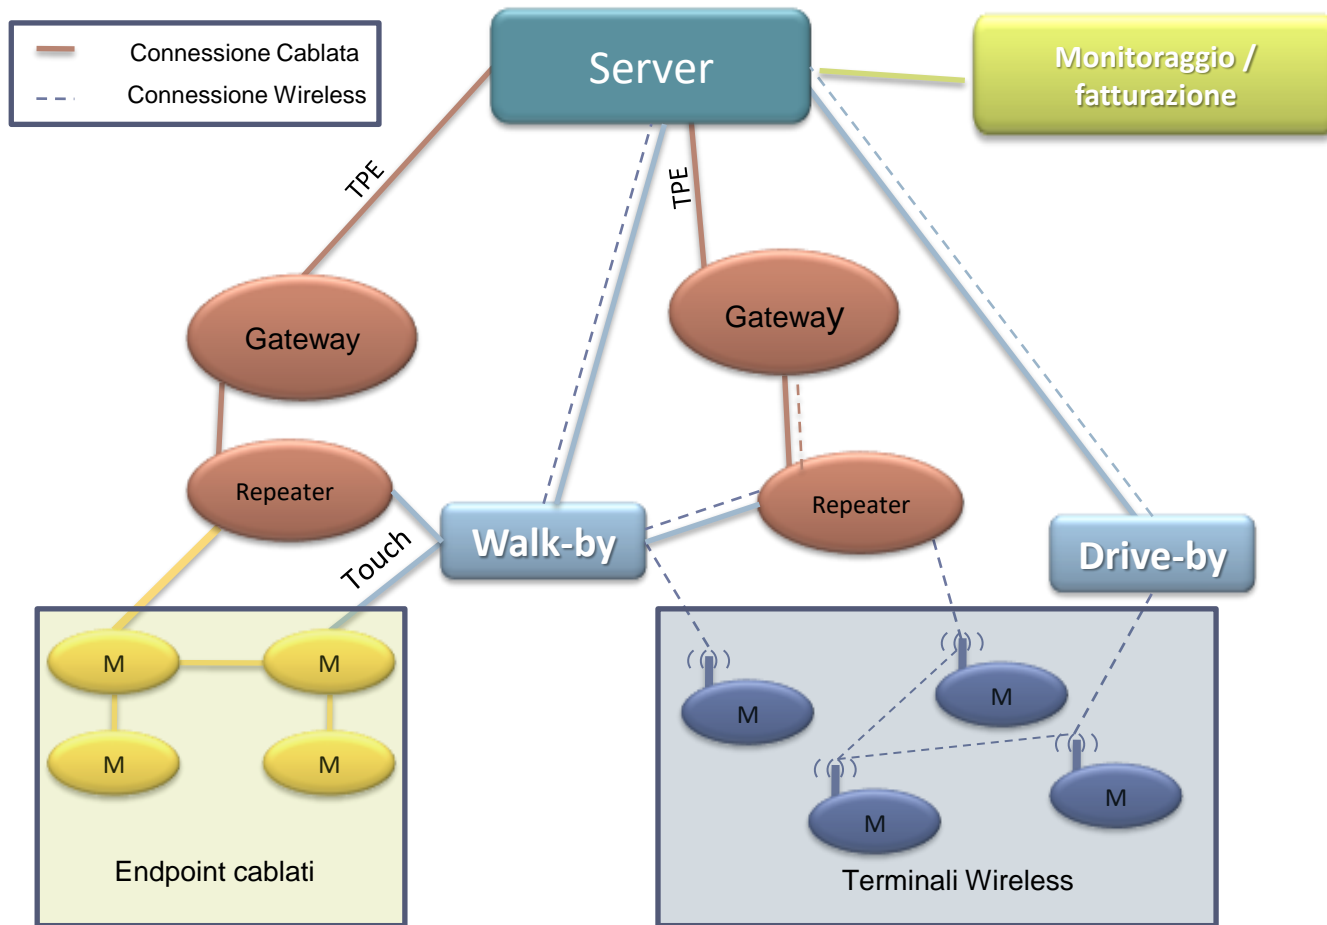 Connessione Cablata
Connessione Wireless
Server
Monitoraggio /
fatturazione
TPE
TPE
Gateway
Gateway
Repeater
Repeater
Touch
Walk-by
Drive-by
M
M
M
M
M
M
M
M
Endpoint cablati
Terminali Wireless